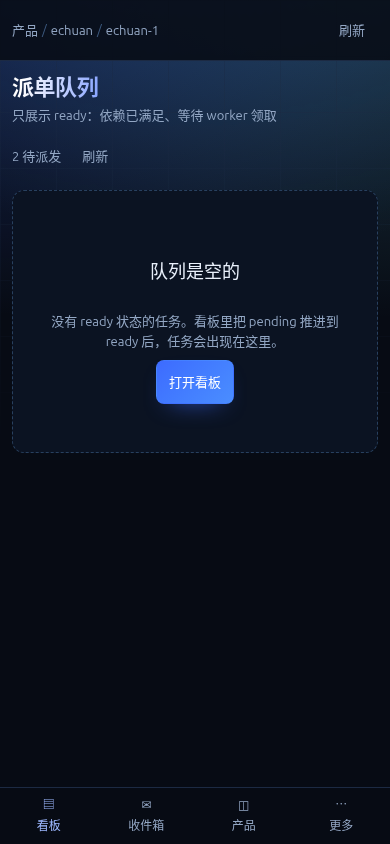 产品 / echuan / echuan-1 刷新
派单队列
只展示 ready：依赖已满足、等待 worker 领取
2 待派发 刷新
队列是空的
没有 ready 状态的任务。看板里把 pending 推进到
ready 后，任务会出现在这里。
打开看板
看板 收件箱 产品 更多